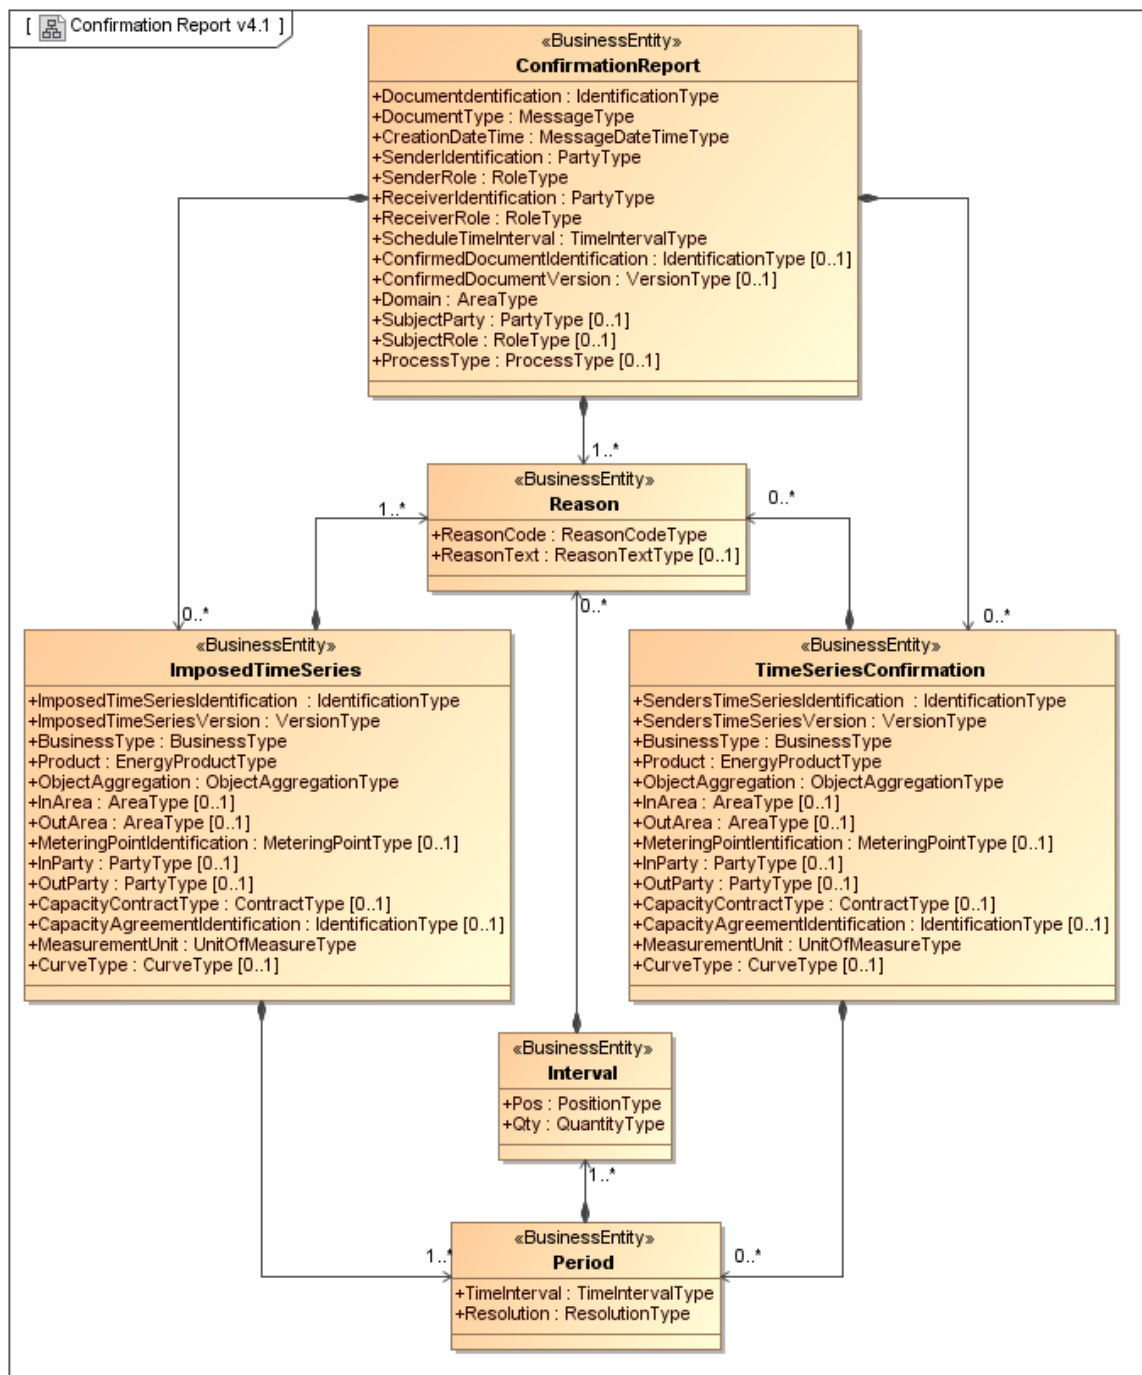 [ Confirmation Report v4.1 ]
«BusinessEntity»
ConfirmationReport
+Documentdentification : IdentificationType
+DocumentType : MessageType
+CreationDateTime : MessageDateTimeType
+SenderIdentification : PartyType
+SenderRole : RoleType
+ReceiverIdentification : PartyType
+ReceiverRole : RoleType
+ScheduleTimeInterval : TimeIntervalType
+ConfirmedDocumentIdentification : IdentificationType [0..1]
+ConfirmedDocumentVersion : VersionType [0..1]
+Domain : AreaType
+SubjectParty : PartyType [0..1]
+SubjectRole : RoleType [0..1]
+ProcessType : ProcessType [0..1]
1..*
«BusinessEntity»
Reason
+ReasonCode : ReasonCodeType
+ReasonText : ReasonTextType [0..1]
1..*
0..*
0..*
0..*
0..*
«BusinessEntity»
ImposedTimeSeries
+ImposedTimeSeriesIdentification : IdentificationType
+ImposedTimeSeriesVersion : VersionType
+BusinessType : BusinessType
+Product : EnergyProductType
+ObjectAggregation : ObjectAggregationType
+InArea : AreaType [0..1]
+OutArea : AreaType [0..1]
+MeteringPointIdentification : MeteringPointType [0..1]
+InParty : PartyType [0..1]
+OutParty : PartyType [0..1]
+CapacityContractType : ContractType [0..1]
+CapacityAgreementIdentification : IdentificationType [0..1]
+MeasurementUnit : UnitOfMeasureType
+CurveType : CurveType [0..1]
«BusinessEntity»
TimeSeriesConfirmation
+SendersTimeSeriesIdentification : IdentificationType
+SendersTimeSeriesVersion : VersionType
+BusinessType : BusinessType
+Product : EnergyProductType
+ObjectAggregation : ObjectAggregationType
+InArea : AreaType [0..1]
+OutArea : AreaType [0..1]
+MeteringPointIentification : MeteringPointType [0..1]
+InParty : PartyType [0..1]
+OutParty : PartyType [0..1]
+CapacityContractType : ContractType [0..1]
+CapacityAgreementIdentification : IdentificationType [0..1]
+MeasurementUnit : UnitOfMeasureType
+CurveType : CurveType [0..1]
«BusinessEntity»
Interval
+Pos : PositionType
+Qty : QuantityType
1..*
«BusinessEntity»
Period
+TimeInterval : TimeIntervalType
+Resolution : ResolutionType
1..*
0..*